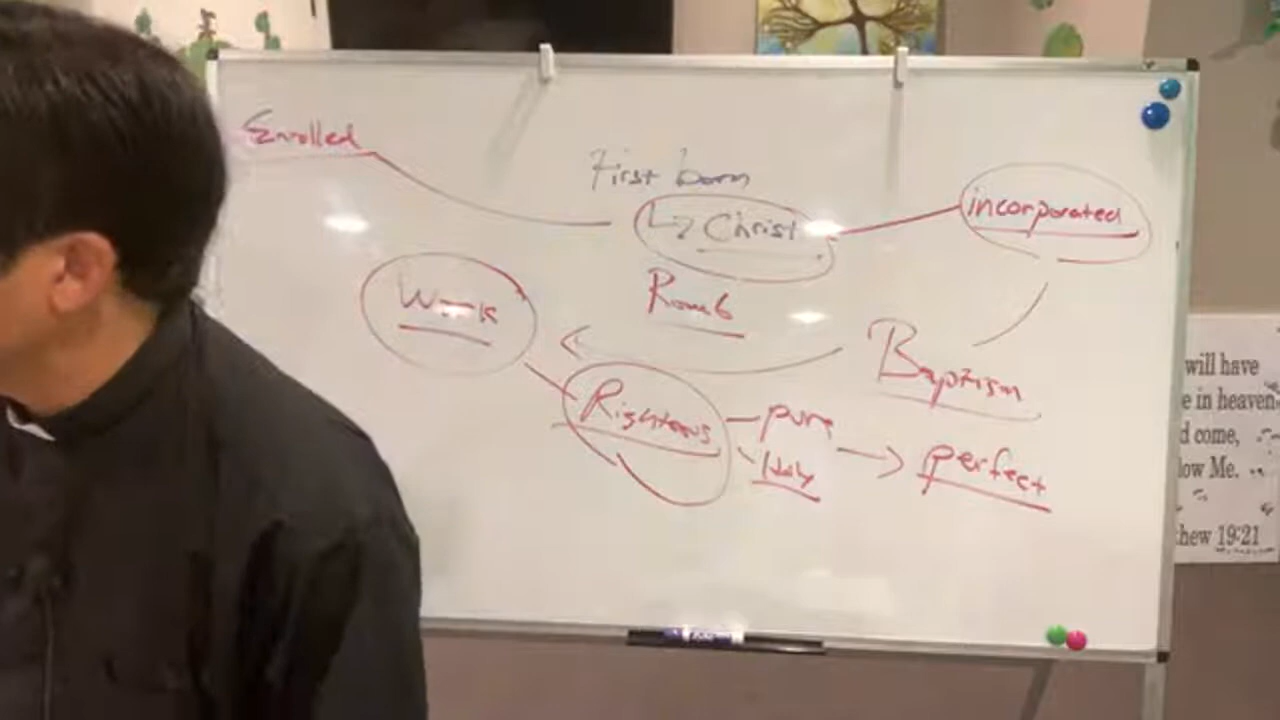 Enrolled
First born
Christ
incorporated
Work
Rom 6
Baptism
Righteous
pure
Holy
perfect
will have
e in heaven
d come,
low Me.
hew 19:21